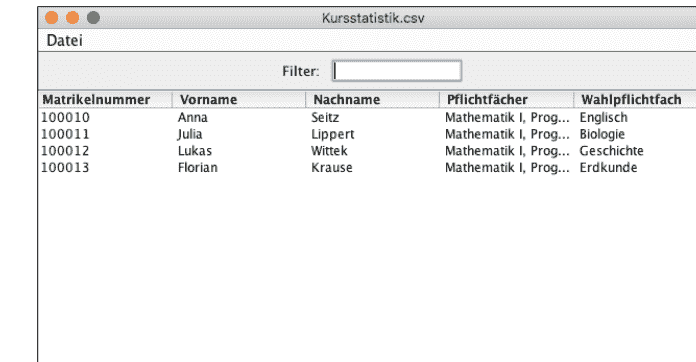 Kursstatistik.csv
Datei
Filter:
Matrikelnummer Vorname Nachname Pflichtfächer Wahlpflichtfach
100010 Anna Seitz Mathematik I, Prog... Englisch
100011 Julia Lippert Mathematik I, Prog... Biologie
100012 Lukas Wittek Mathematik I, Prog... Geschichte
100013 Florian Krause Mathematik I, Prog... Erdkunde